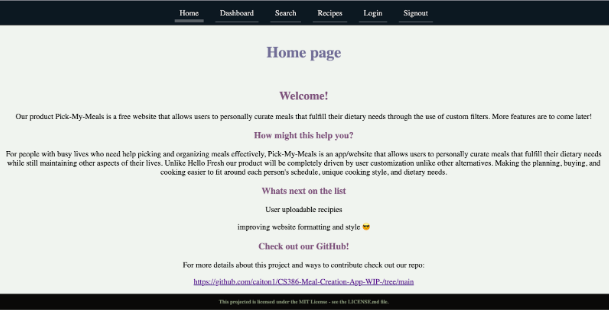 Home Dashboard Search Recipes Login Signout
Home page
Welcome!
Our product Pick-My-Meals is a free website that allows users to personally curate meals that fulfill their dietary needs through the use of custom filters. More features are to come later!
How might this help you?
For people with busy lives who need help picking and organizing meals effectively, Pick-My-Meals is an app/website that allows users to personally curate meals that fulfill their dietary needs
while still maintaining other aspects of their lives. Unlike Hello Fresh our product will be completely driven by user customization unlike other alternatives. Making the planning, buying, and
cooking easier to fit around each person's schedule, unique cooking style, and dietary needs.
Whats next on the list
User uploadable recipies
improving website formatting and style 😎
Check out our GitHub!
For more details about this project and ways to contribute check out our repo:
https://github.com/caiton1/CS386-Meal-Creation-App-WIP-/tree/main
This projected is licensed under the MIT License - see the LICENSE.md file.